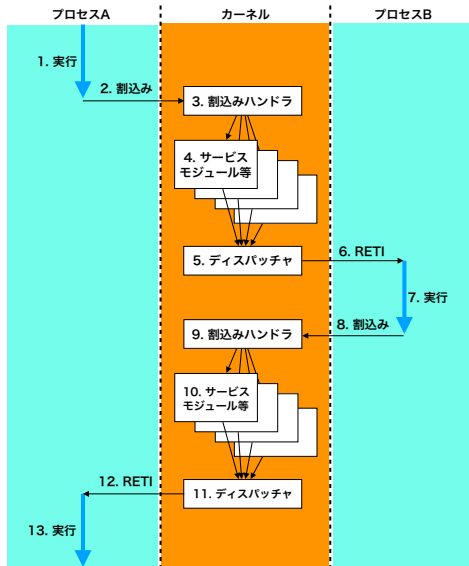 プロセスA
カーネル
プロセスB
1. 実行
2. 割込み
3. 割込みハンドラ
4. サービス
モジュール等
5. ディスパッチャ
6. RETI
7. 実行
8. 割込み
9. 割込みハンドラ
10. サービス
モジュール等
11. ディスパッチャ
12. RETI
13. 実行